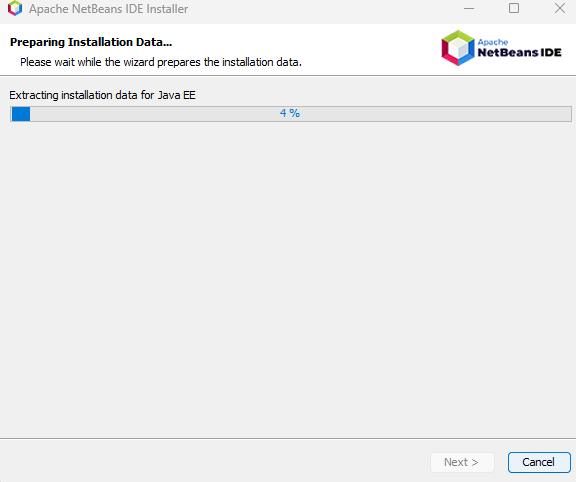 Apache NetBeans IDE Installer
Preparing Installation Data...
Please wait while the wizard prepares the installation data.
Apache
NetBeans IDE
Extracting installation data for Java EE
4 %
Next >
Cancel